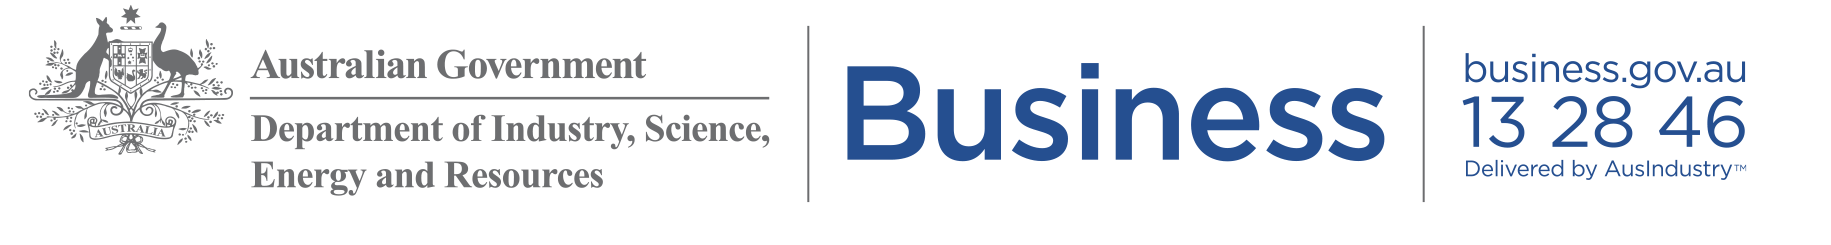 AUSTRALIA
Australian Government
Department of Industry, Science,
Energy and Resources
Business
business.gov.au
13 28 46
Delivered by AusIndustry™